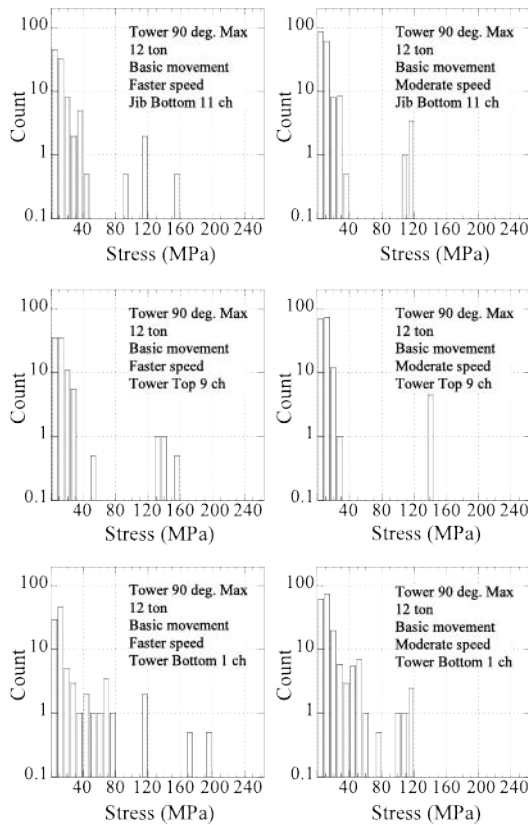 100
10
1
0.1
Count
Tower 90 deg. Max
12 ton
Basic movement
Faster speed
Jib Bottom 11 ch
40 80 120 160 200 240
Stress (MPa)
100
10
1
0.1
Count
Tower 90 deg. Max
12 ton
Basic movement
Moderate speed
Jib Bottom 11 ch
40 80 120 160 200 240
Stress (MPa)
100
10
1
0.1
Count
Tower 90 deg. Max
12 ton
Basic movement
Faster speed
Tower Top 9 ch
40 80 120 160 200 240
Stress (MPa)
100
10
1
0.1
Count
Tower 90 deg. Max
12 ton
Basic movement
Moderate speed
Tower Top 9 ch
40 80 120 160 200 240
Stress (MPa)
100
10
1
0.1
Count
Tower 90 deg. Max
12 ton
Basic movement
Faster speed
Tower Bottom 1 ch
40 80 120 160 200 240
Stress (MPa)
100
10
1
0.1
Count
Tower 90 deg. Max
12 ton
Basic movement
Moderate speed
Tower Bottom 1 ch
40 80 120 160 200 240
Stress (MPa)